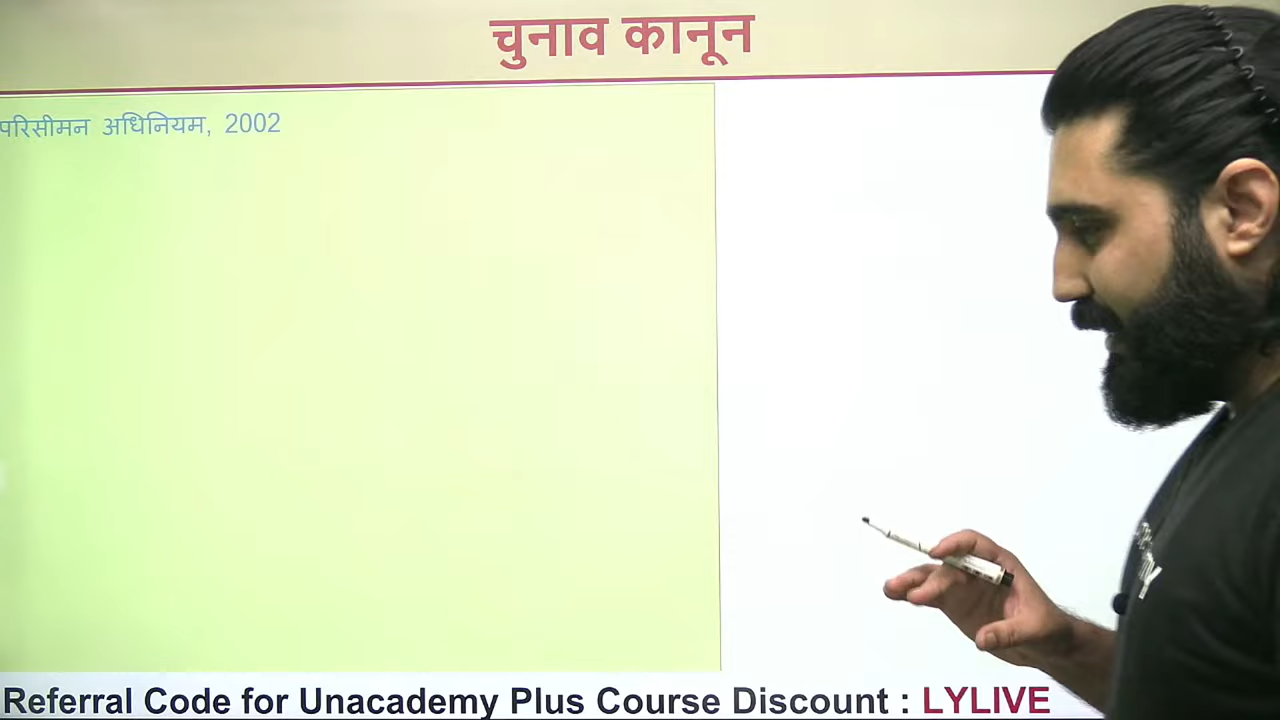 चुनाव कानून
परिसीमन अधिनियम, 2002
Referral Code for Unacademy Plus Course Discount : LYLIVE